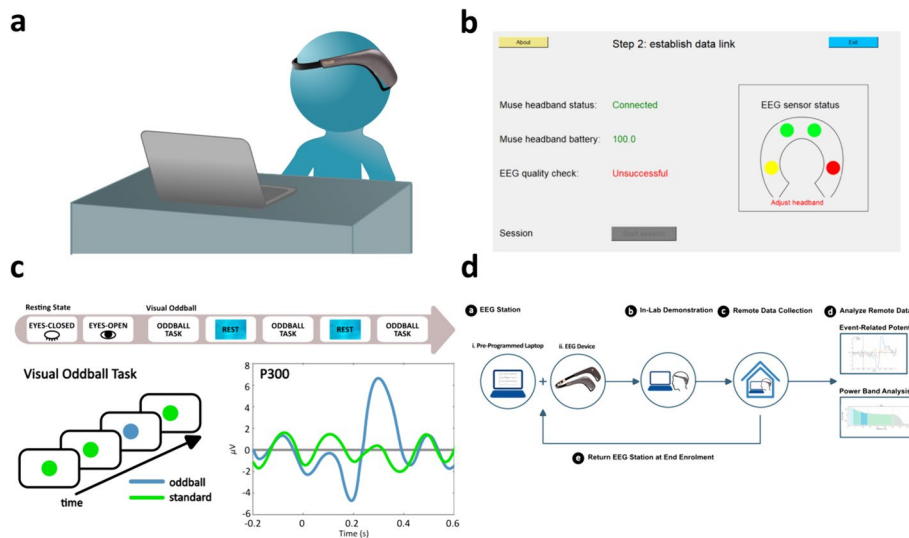 a
b
About
Step 2: establish data link
Exit
Muse headband status: Connected
Muse headband battery: 100.0
EEG quality check: Unsuccessful
Session
EEG sensor status
Adjust headband
c
Resting State
Visual Oddball
EYES-CLOSED
EYES-OPEN
ODDBALL TASK
REST
ODDBALL TASK
REST
ODDBALL TASK
Visual Oddball Task
time
oddball
standard
P300
μV
8
6
4
2
0
-2
-4
-6
-0.2
0
0.2
0.4
0.6
Time (s)
d
a EEG Station
b In-Lab Demonstration
c Remote Data Collection
d Analyze Remote Data
i. Pre-Programmed Laptop
ii. EEG Device
+
Event-Related Potent
Power Band Analysis
e Return EEG Station at End Enrolment